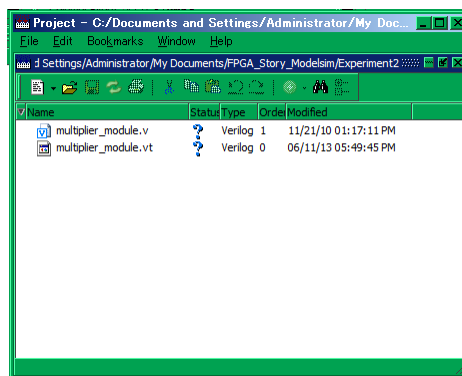 Project - C:/Documents and Settings/Administrator/My Doc...
File Edit Bookmarks Window Help
d Settings/Administrator/My Documents/FPGA_Story_Modelsim/Experiment2
Name Status Type Order Modified
multiplier_module.v ? Verilog 1 11/21/10 01:17:11 PM
multiplier_module.vt ? Verilog 0 06/11/13 05:49:45 PM